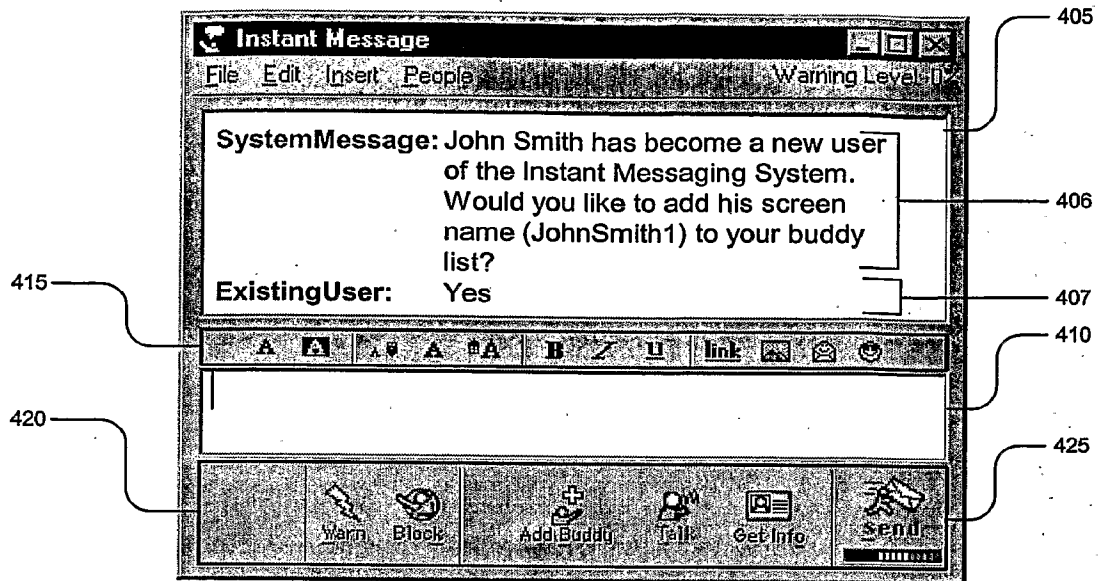 405
Instant Message
File Edit Insert People Warning Level: 0%
SystemMessage: John Smith has become a new user
of the Instant Messaging System.
Would you like to add his screen
name (JohnSmith1) to your buddy
list?
406
ExistingUser: Yes
407
415
A A A A A B I U link
410
420
425
Warn Block Add Buddy Talk Get Info Send